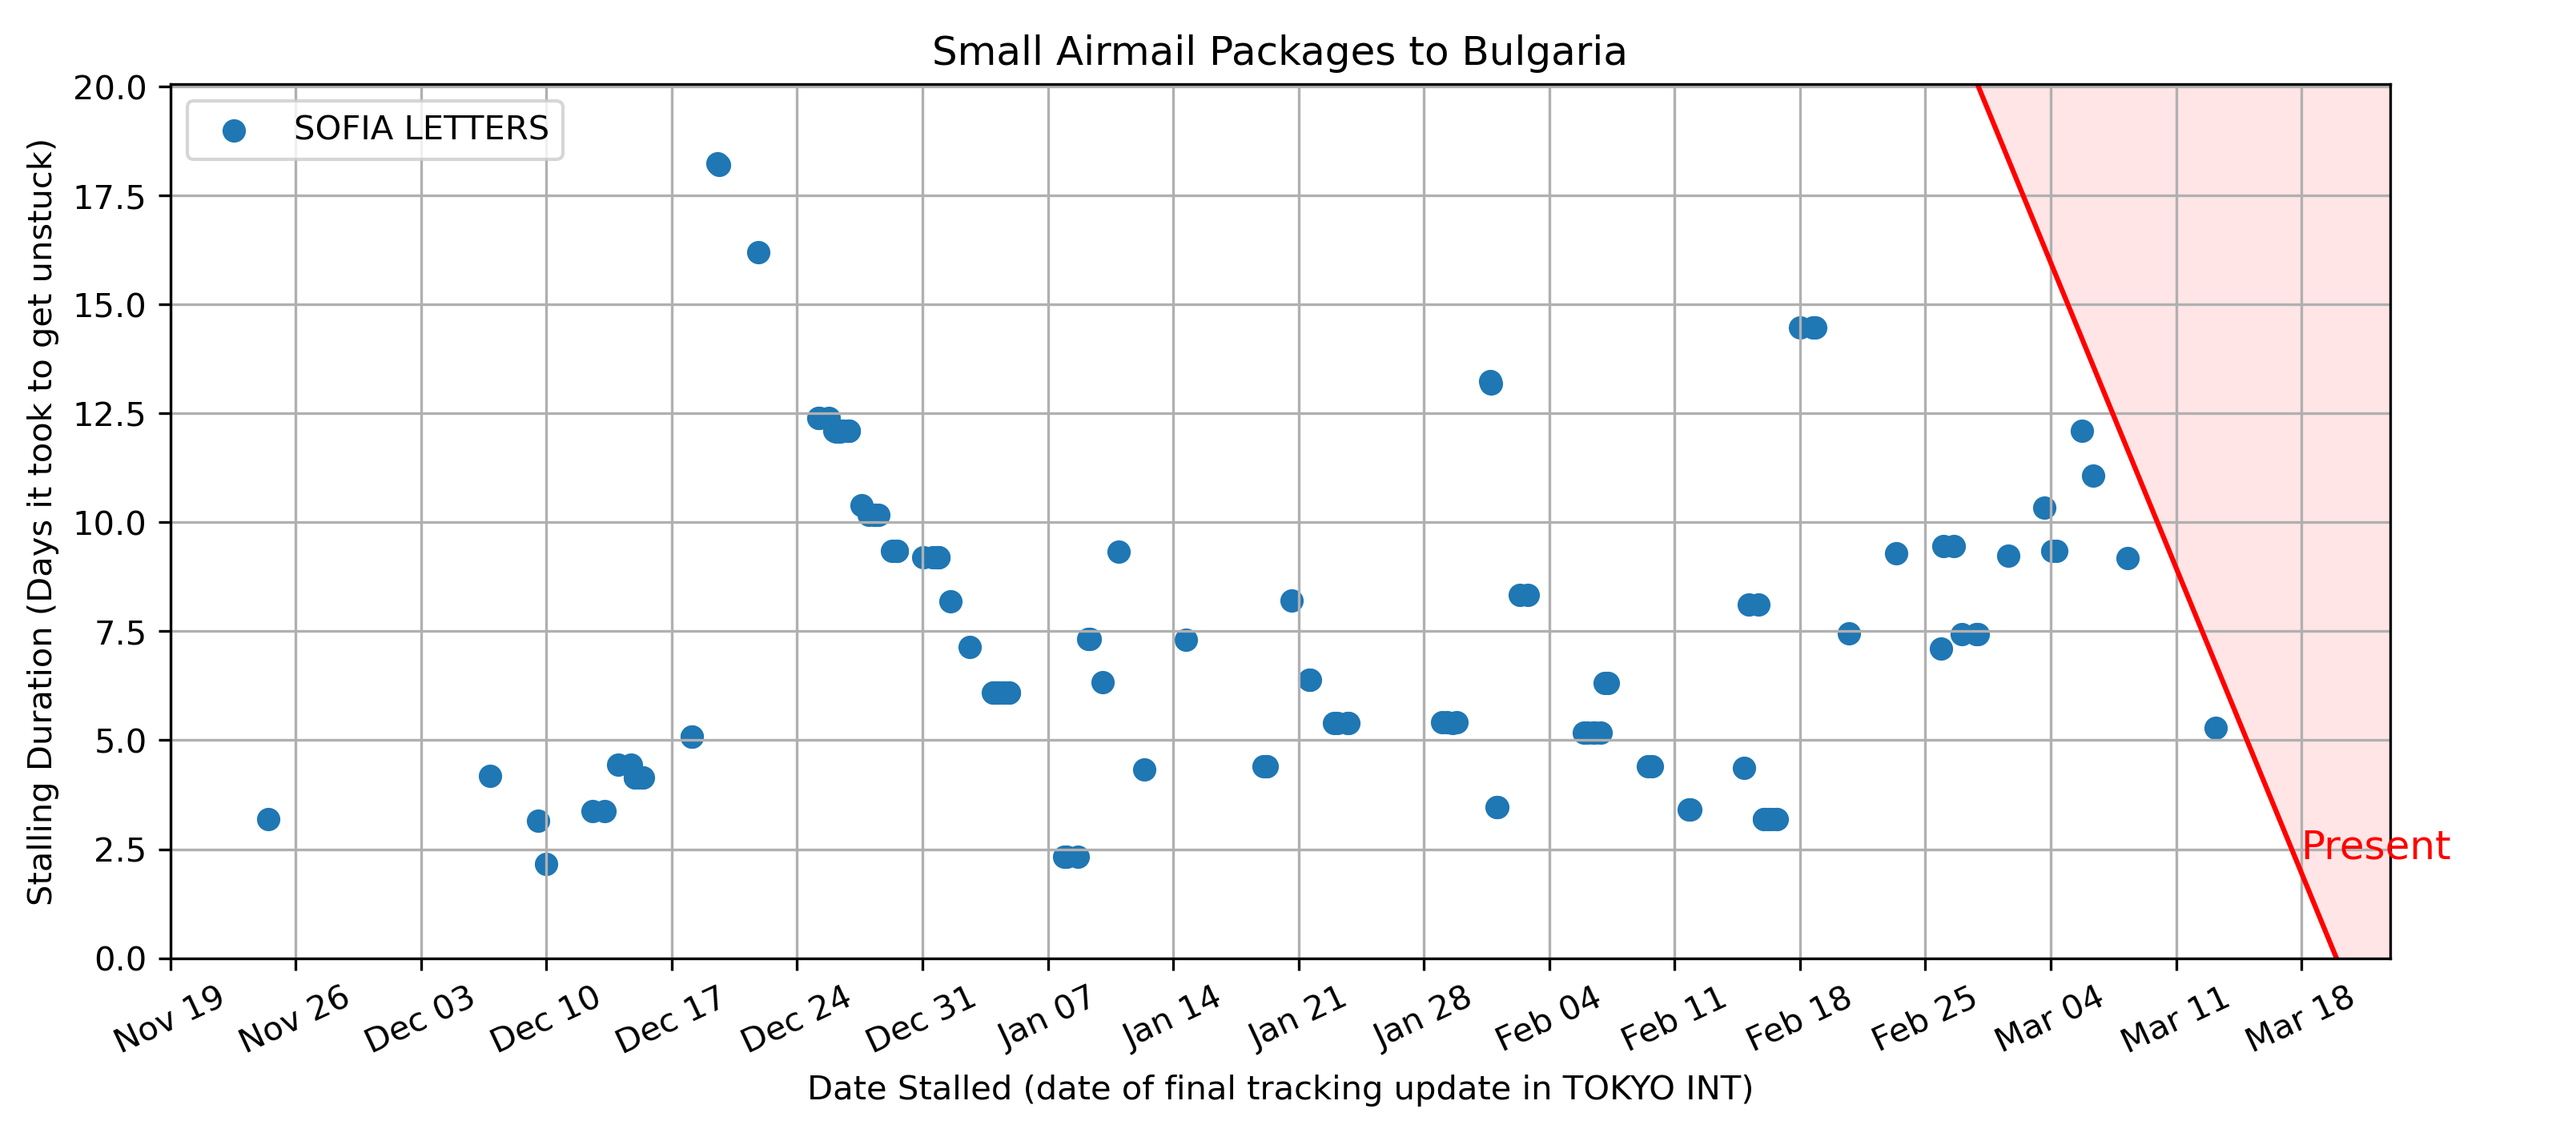 Small Airmail Packages to Bulgaria
SOFIA LETTERS
Stalling Duration (Days it took to get unstuck)
20.0
17.5
15.0
12.5
10.0
7.5
5.0
2.5
0.0
Present
Nov 19
Nov 26
Dec 03
Dec 10
Dec 17
Dec 24
Dec 31
Jan 07
Jan 14
Jan 21
Jan 28
Feb 04
Feb 11
Feb 18
Feb 25
Mar 04
Mar 11
Mar 18
Date Stalled (date of final tracking update in TOKYO INT)